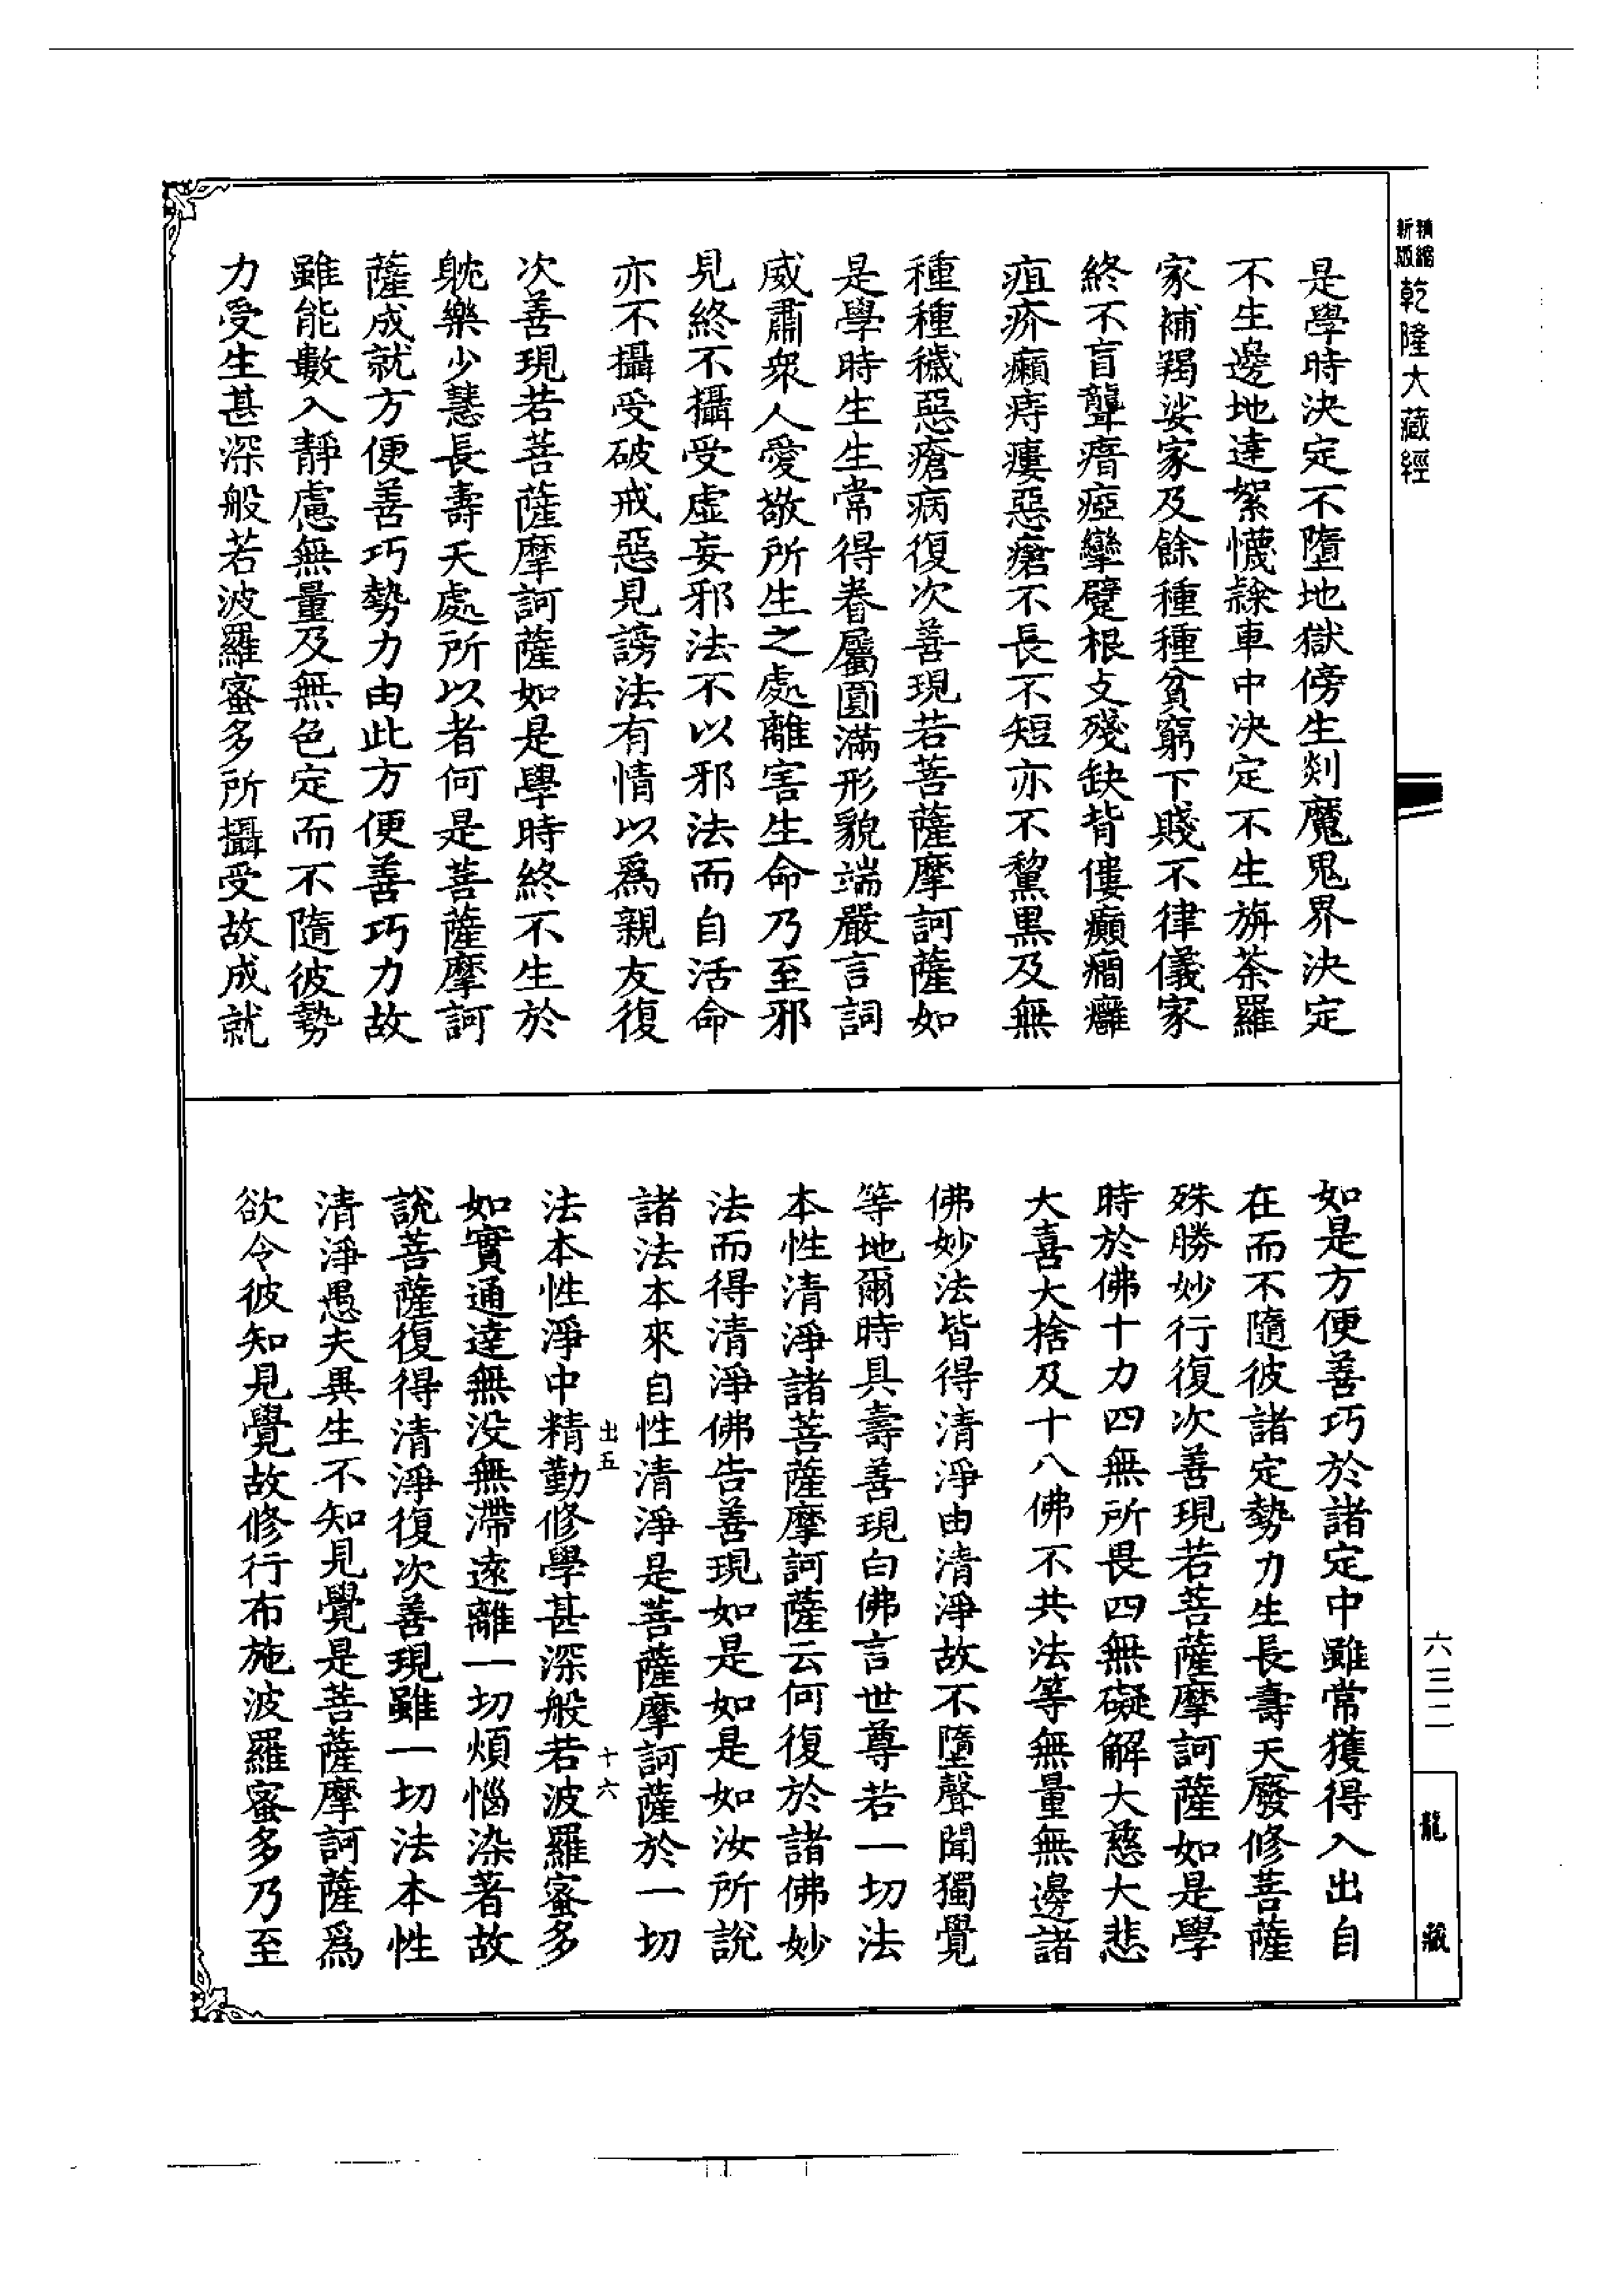 精縮新版乾隆大藏經
是學時決定不墮地獄傍生剡魔鬼界決定
不生邊地達絮懱隸車中決定不生旃荼羅
家補羯娑家及餘種種貧窮下賤不律儀家
終不盲聾瘖瘂攣躄根支殘缺背僂癲癎癰
疽疥癩痔瘻惡瘡不長不短亦不黧黑及無
種種穢惡瘡病復次善現若菩薩摩訶薩如
是學時生生常得眷屬圓滿形貌端嚴言詞
威肅衆人愛敬所生之處離害生命乃至邪
見終不攝受虛妄邪法不以邪法而自活命
亦不攝受破戒惡見謗法有情以爲親友復
次善現若菩薩摩訶薩如是學時終不生於
躭樂少慧長壽天處所以者何是菩薩摩訶
薩成就方便善巧勢力由此方便善巧力故
雖能數入靜慮無量及無色定而不隨彼勢
力受生甚深般若波羅蜜多所攝受故成就
如是方便善巧於諸定中雖常獲得入出自
在而不隨彼諸定勢力生長壽天廢修菩薩
殊勝妙行復次善現若菩薩摩訶薩如是學
時於佛十力四無所畏四無礙解大慈大悲
大喜大捨及十八佛不共法等無量無邊諸
佛妙法皆得清淨由清淨故不墮聲聞獨覺
等地爾時具壽善現白佛言世尊若一切法
本性清淨諸菩薩摩訶薩云何復於諸佛妙
法而得清淨佛告善現如是如是如汝所說
諸法本來自性清淨是菩薩摩訶薩於一切
出五 十六
法本性淨中精勤修學甚深般若波羅蜜多
如實通達無没無滯遠離一切煩惱染著故
說菩薩復得清淨復次善現雖一切法本性
清淨愚夫異生不知見覺是菩薩摩訶薩爲
欲令彼知見覺故修行布施波羅蜜多乃至
六三二
龍藏